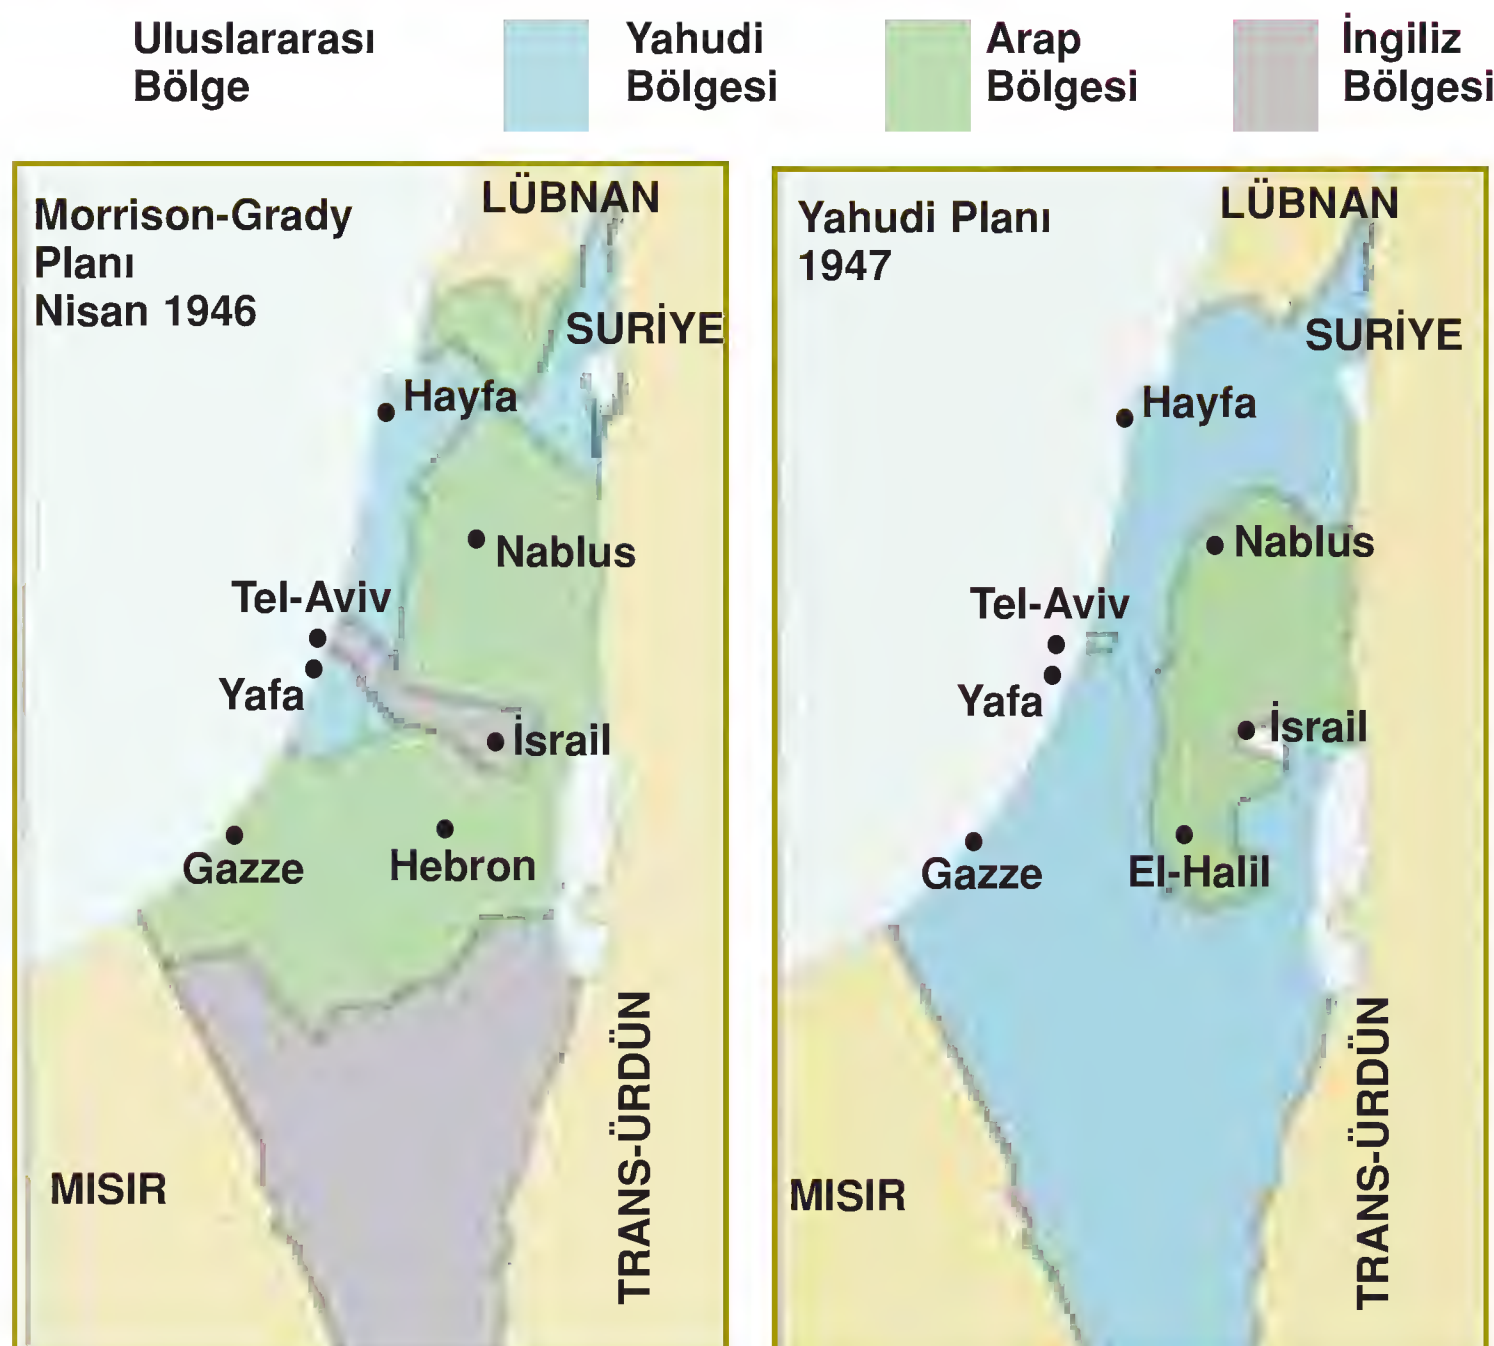 Uluslararası
Bölge
Yahudi
Bölgesi
Arap
Bölgesi
İngiliz
Bölgesi
Morrison-Grady
Planı
Nisan 1946
LÜBNAN
SURİYE
Hayfa
Nablus
Tel-Aviv
Yafa
İsrail
Gazze
Hebron
MISIR
TRANS-ÜRDÜN
Yahudi Planı
1947
LÜBNAN
SURİYE
Hayfa
Nablus
Tel-Aviv
Yafa
İsrail
Gazze
El-Halil
MISIR
TRANS-ÜRDÜN